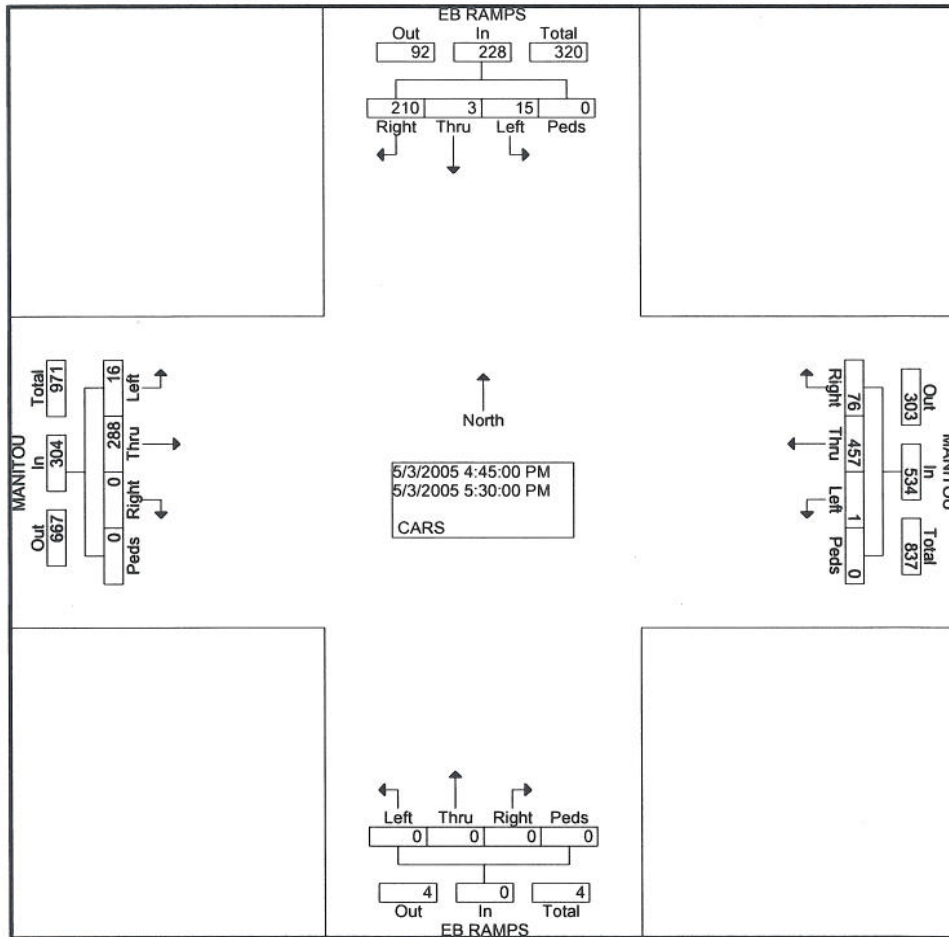 EB RAMPS
Out In Total
92 228 320
210 3 15 0
Right Thru Left Peds
MANITOU
Total In Out
971 304 667
16 288 0 0
Left Thru Right Peds
North
5/3/2005 4:45:00 PM
5/3/2005 5:30:00 PM
CARS
Right Thru Left Peds
76 457 1 0
Out In Total
303 534 837
MANITOU
Left Thru Right Peds
0 0 0 0
4 0 4
Out In Total
EB RAMPS